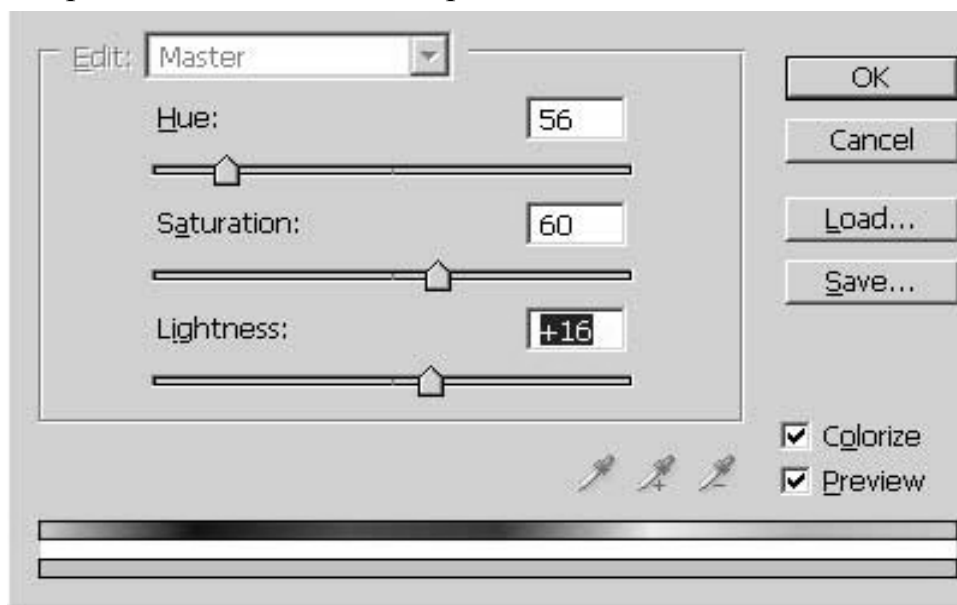 Edit: Master
Hue: 56
Saturation: 60
Lightness: +16
OK
Cancel
Load...
Save...
Colorize
Preview